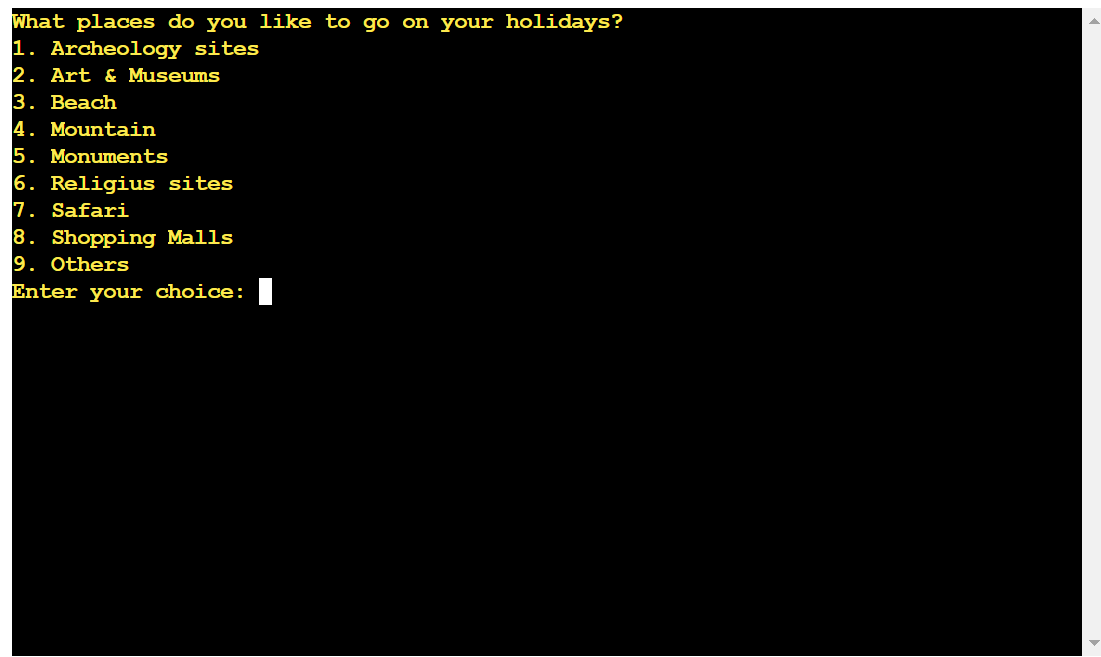 What places do you like to go on your holidays?
1. Archeology sites
2. Art & Museums
3. Beach
4. Mountain
5. Monuments
6. Religius sites
7. Safari
8. Shopping Malls
9. Others
Enter your choice: